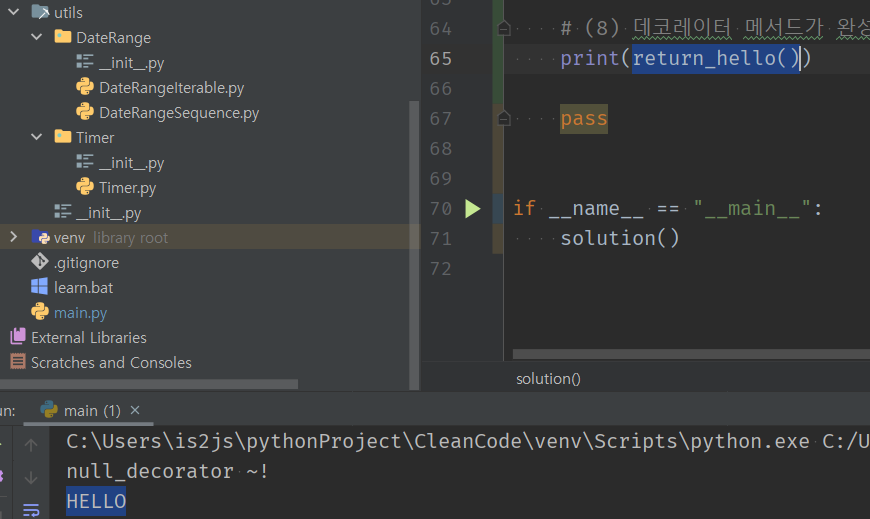 utils
DateRange
__init__.py
DateRangeIterable.py
DateRangeSequence.py
Timer
__init__.py
Timer.py
__init__.py
venv library root
.gitignore
learn.bat
main.py
External Libraries
Scratches and Consoles
64 # (8) 데코레이터 메서드가 완성
65 print(return_hello())
66
67 pass
68
69
70 if __name__ == "__main__":
71 solution()
72
solution()
un: main (1) ×
C:\Users\is2js\pythonProject\CleanCode\venv\Scripts\python.exe C:/U
null_decorator ~!
HELLO